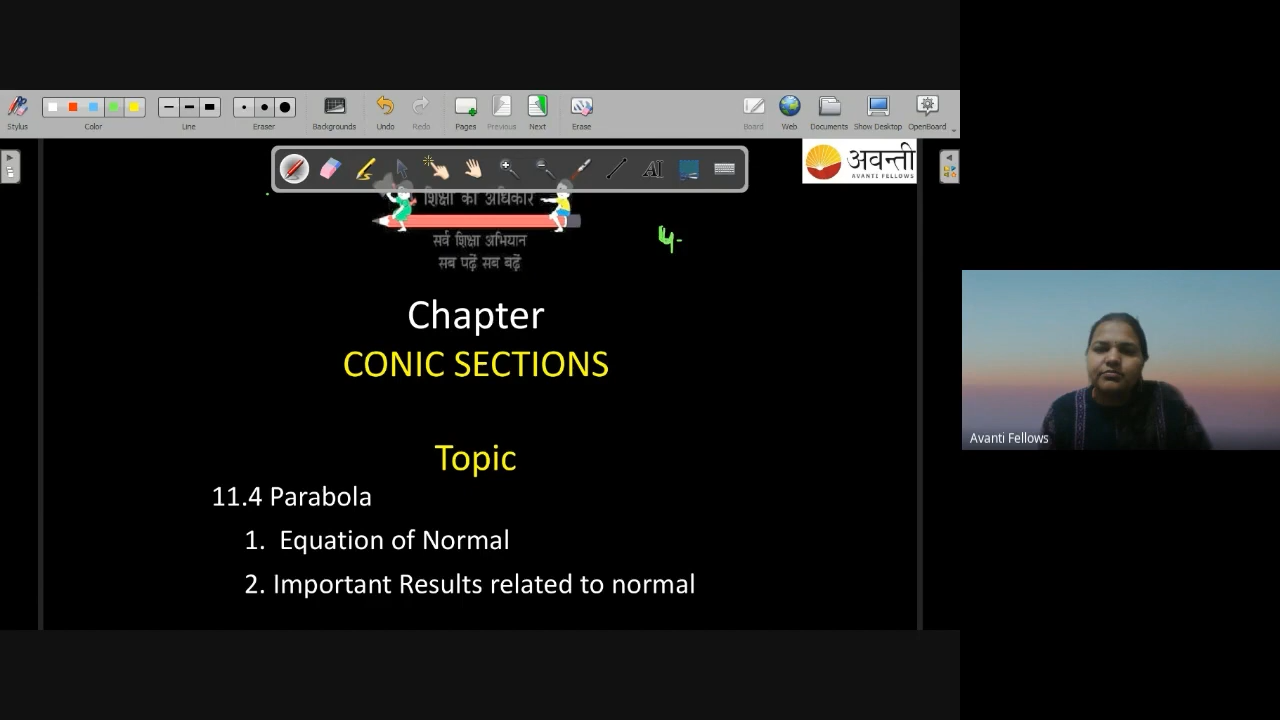 Stylus
Color
Line
Eraser
Backgrounds
Undo
Redo
Pages
Previous
Next
Erase
Board
Web
Documents
Show Desktop
OpenBoard
अवन्ती
AVANTI FELLOWS
शिक्षा का अधिकार
सर्व शिक्षा अभियान
सब पढ़ें सब बढ़ें
4-
Chapter
CONIC SECTIONS
Topic
11.4 Parabola
1. Equation of Normal
2. Important Results related to normal
Avanti Fellows